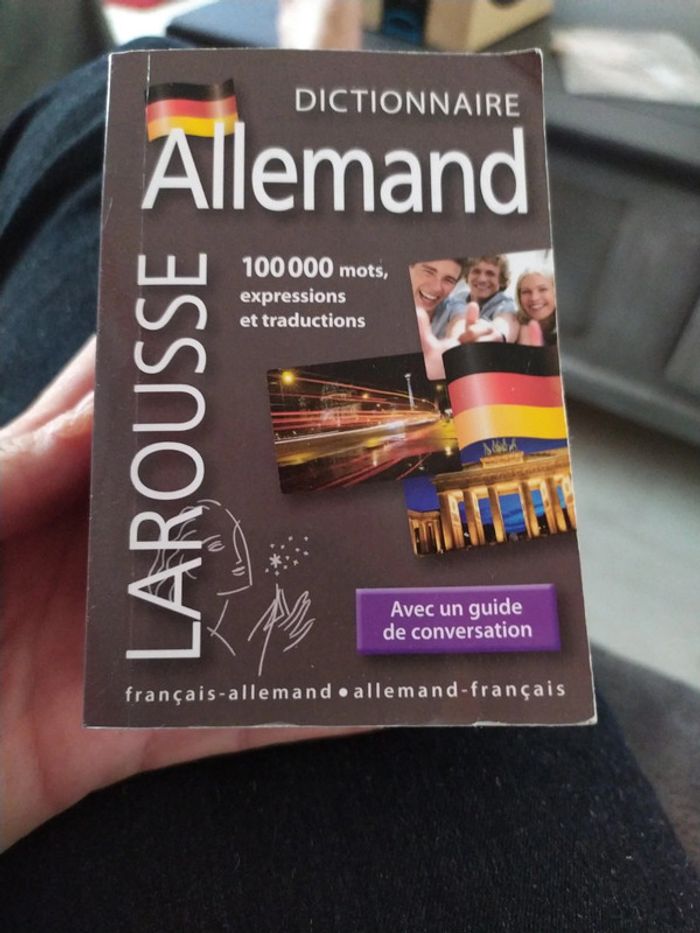 DICTIONNAIRE
Allemand
LAROUSSE
100 000 mots,
expressions
et traductions
Avec un guide
de conversation
français-allemand • allemand-français